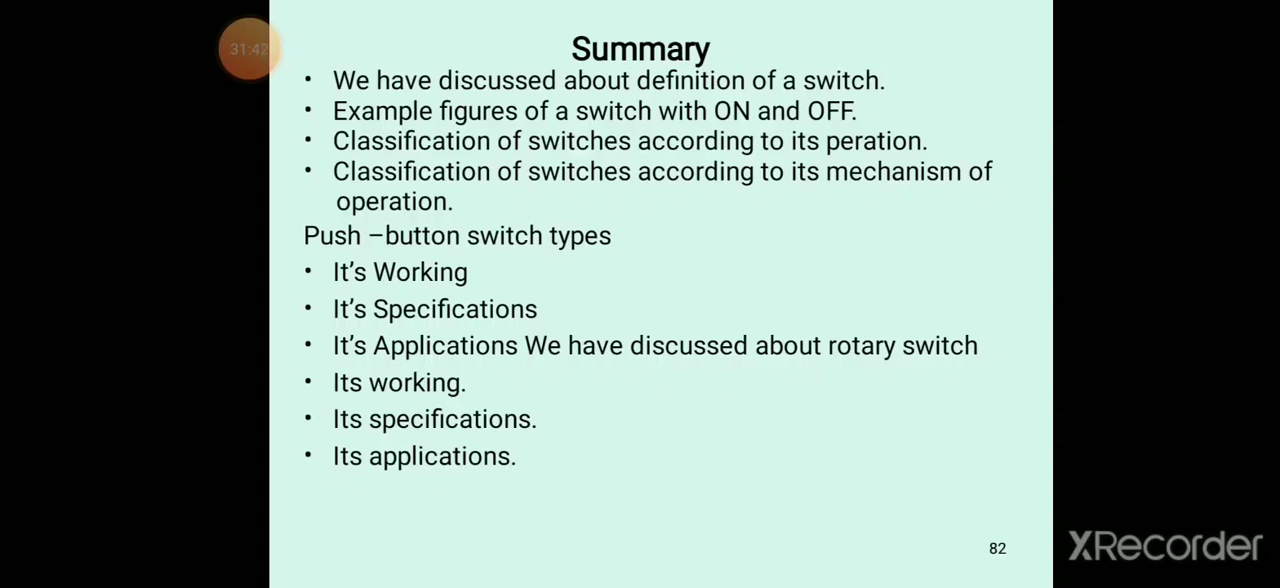 31:42
Summary
• We have discussed about definition of a switch.
• Example figures of a switch with ON and OFF.
• Classification of switches according to its peration.
• Classification of switches according to its mechanism of
operation.
Push –button switch types
• It’s Working
• It’s Specifications
• It’s Applications We have discussed about rotary switch
• Its working.
• Its specifications.
• Its applications.
82
XRecorder